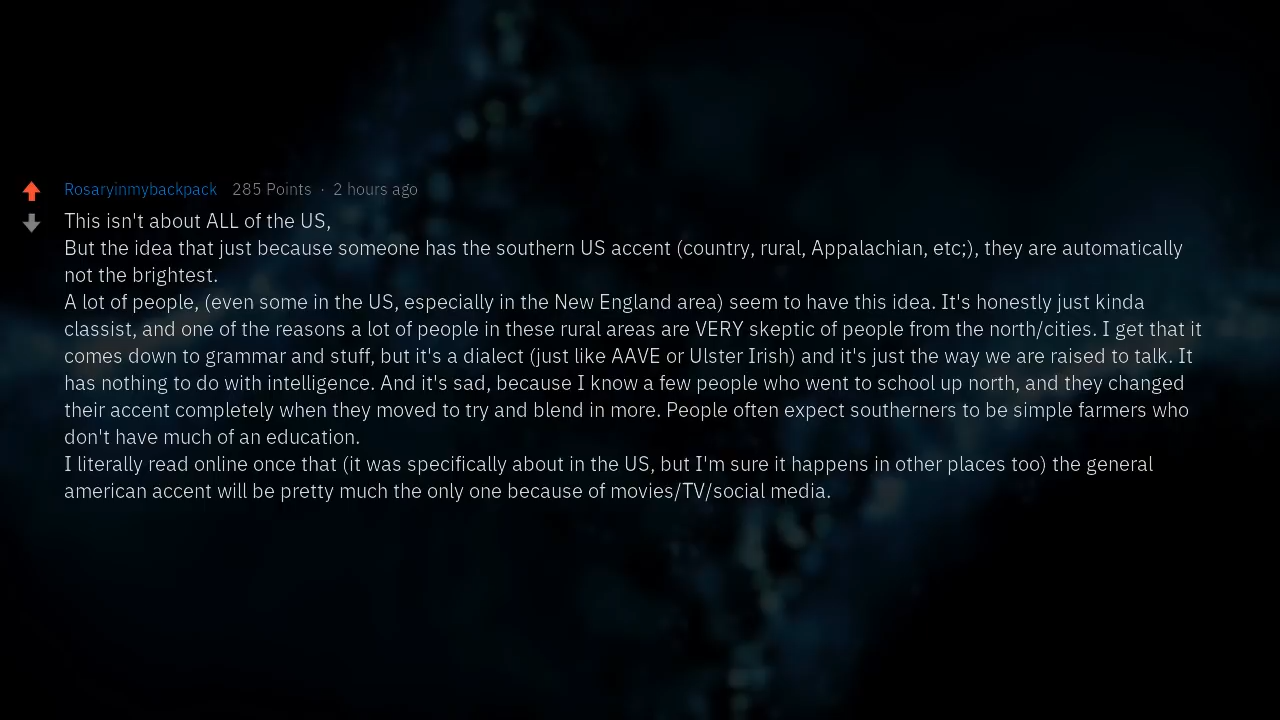 Rosaryinmybackpack 285 Points · 2 hours ago
This isn't about ALL of the US,
But the idea that just because someone has the southern US accent (country, rural, Appalachian, etc;), they are automatically
not the brightest.
A lot of people, (even some in the US, especially in the New England area) seem to have this idea. It's honestly just kinda
classist, and one of the reasons a lot of people in these rural areas are VERY skeptic of people from the north/cities. I get that it
comes down to grammar and stuff, but it's a dialect (just like AAVE or Ulster Irish) and it's just the way we are raised to talk. It
has nothing to do with intelligence. And it's sad, because I know a few people who went to school up north, and they changed
their accent completely when they moved to try and blend in more. People often expect southerners to be simple farmers who
don't have much of an education.
I literally read online once that (it was specifically about in the US, but I'm sure it happens in other places too) the general
american accent will be pretty much the only one because of movies/TV/social media.